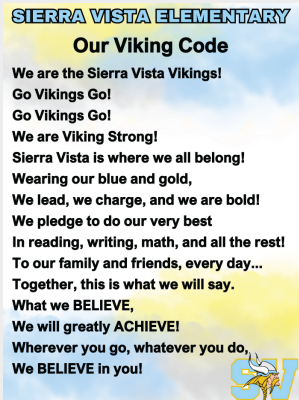 SIERRA VISTA ELEMENTARY
Our Viking Code
We are the Sierra Vista Vikings!
Go Vikings Go!
Go Vikings Go!
We are Viking Strong!
Sierra Vista is where we all belong!
Wearing our blue and gold,
We lead, we charge, and we are bold!
We pledge to do our very best
In reading, writing, math, and all the rest!
To our family and friends, every day...
Together, this is what we will say.
What we BELIEVE,
We will greatly ACHIEVE!
Wherever you go, whatever you do,
We BELIEVE in you!
SV